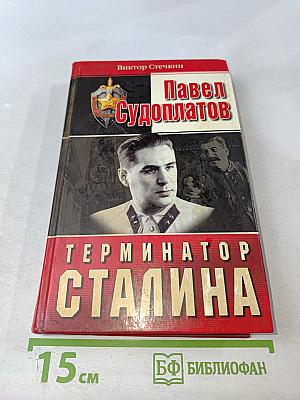 Виктор Стечкин
Павел
Судоплатов
ТЕРМИНАТОР
СТАЛИНА
15 см
БФ БИБЛИОФАН